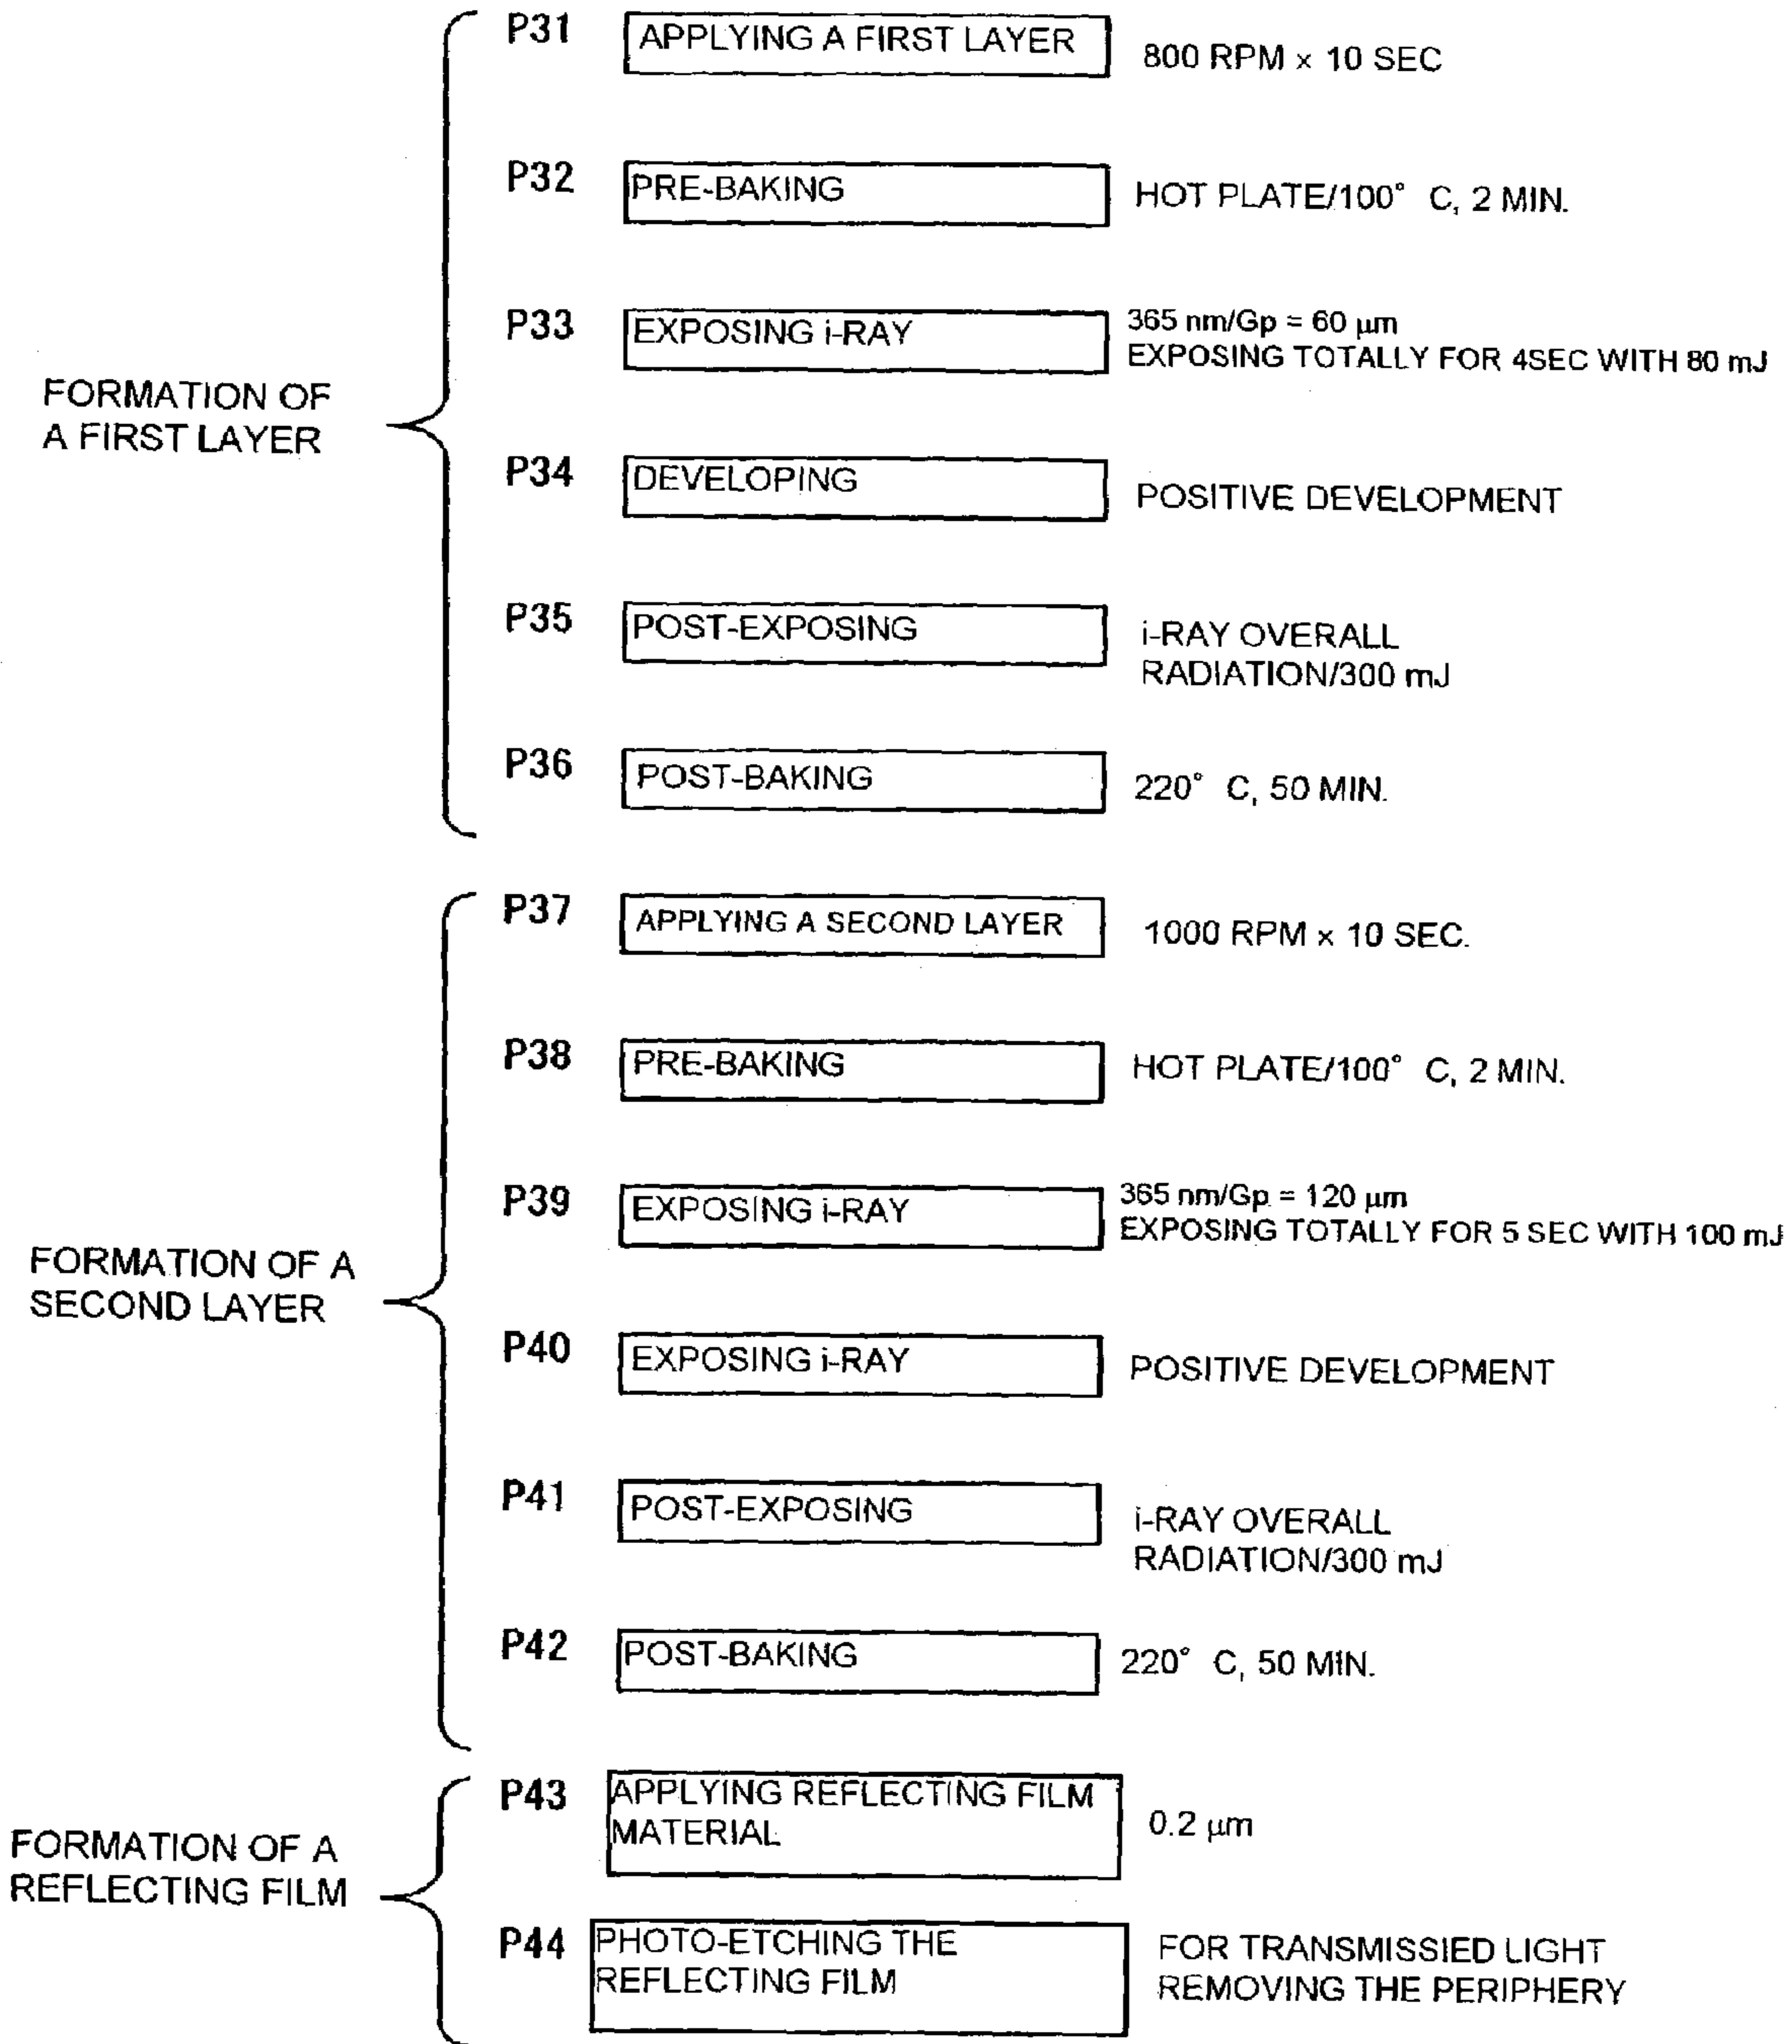 P31 APPLYING A FIRST LAYER 800 RPM × 10 SEC
P32 PRE-BAKING HOT PLATE/100° C, 2 MIN.
P33 EXPOSING i-RAY 365 nm/Gp = 60 µm
EXPOSING TOTALLY FOR 4SEC WITH 80 mJ
FORMATION OF
A FIRST LAYER
P34 DEVELOPING POSITIVE DEVELOPMENT
P35 POST-EXPOSING i-RAY OVERALL
RADIATION/300 mJ
P36 POST-BAKING 220° C, 50 MIN.
P37 APPLYING A SECOND LAYER 1000 RPM × 10 SEC.
P38 PRE-BAKING HOT PLATE/100° C, 2 MIN.
P39 EXPOSING i-RAY 365 nm/Gp = 120 µm
EXPOSING TOTALLY FOR 5 SEC WITH 100 mJ
FORMATION OF A
SECOND LAYER
P40 EXPOSING i-RAY POSITIVE DEVELOPMENT
P41 POST-EXPOSING i-RAY OVERALL
RADIATION/300 mJ
P42 POST-BAKING 220° C, 50 MIN.
P43 APPLYING REFLECTING FILM
MATERIAL 0.2 µm
FORMATION OF A
REFLECTING FILM
P44 PHOTO-ETCHING THE
REFLECTING FILM
FOR TRANSMISSIED LIGHT
REMOVING THE PERIPHERY